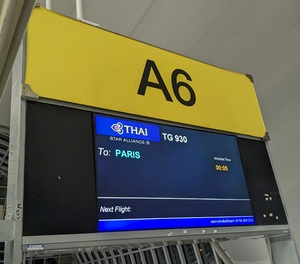 A6
THAI
STAR ALLIANCE
TG 930
To: PARIS
00:05
Next Flight: